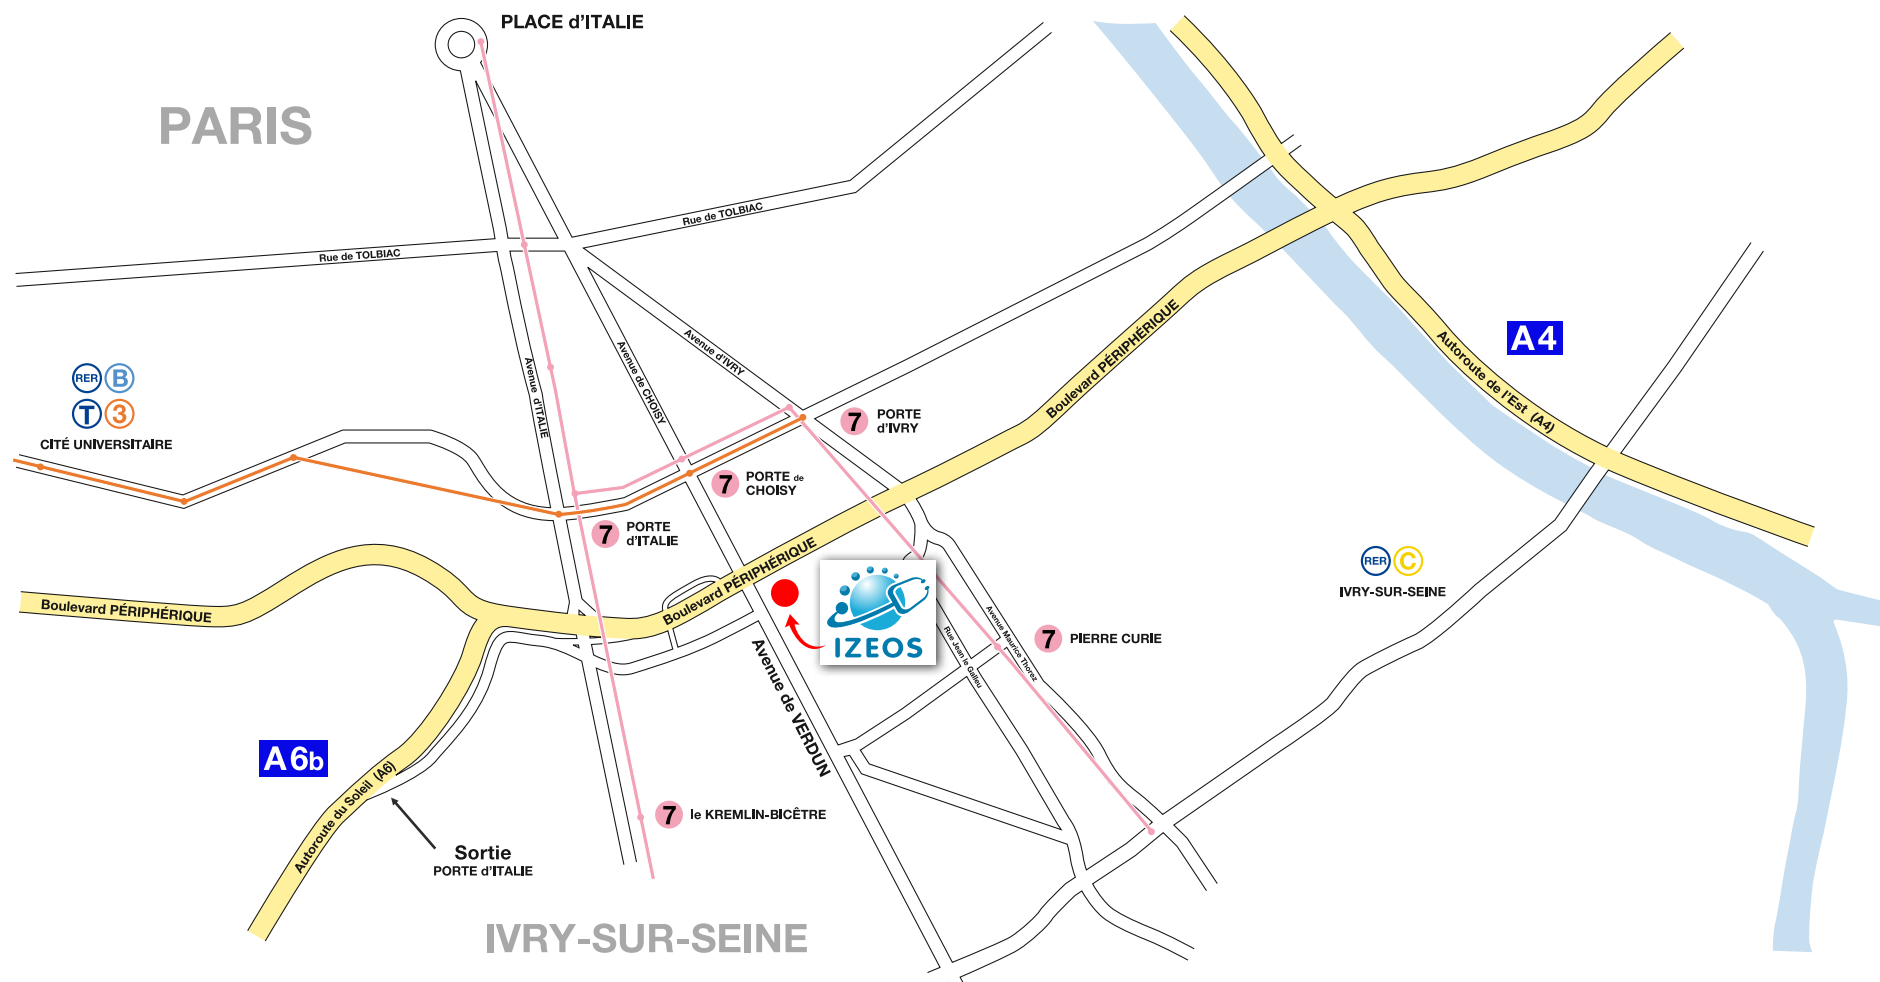 PLACE d'ITALIE
PARIS
Rue de TOLBIAC
Rue de TOLBIAC
A4
Autoroute de l'Est (A4)
Boulevard PÉRIPHÉRIQUE
Avenue d'IVRY
Avenue de CHOISY
Avenue d'ITALIE
RER B
T 3
CITÉ UNIVERSITAIRE
7 PORTE
d'IVRY
7 PORTE de
CHOISY
7 PORTE
d'ITALIE
Boulevard PÉRIPHÉRIQUE
Boulevard PÉRIPHÉRIQUE
IZEOS
RER C
IVRY-SUR-SEINE
7 PIERRE CURIE
Avenue Maurice Thorez
Rue Jean le Galleu
Avenue de VERDUN
A6b
Autoroute du Soleil (A6)
7 le KREMLIN-BICÊTRE
Sortie
PORTE d'ITALIE
IVRY-SUR-SEINE